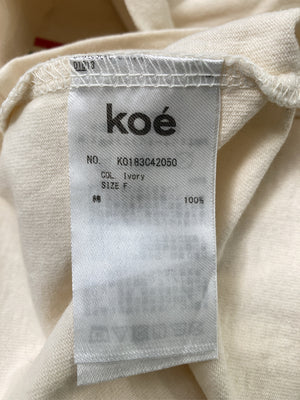 koé
NO. K0183C42050
COL. Ivory
SIZE F
綿 100%